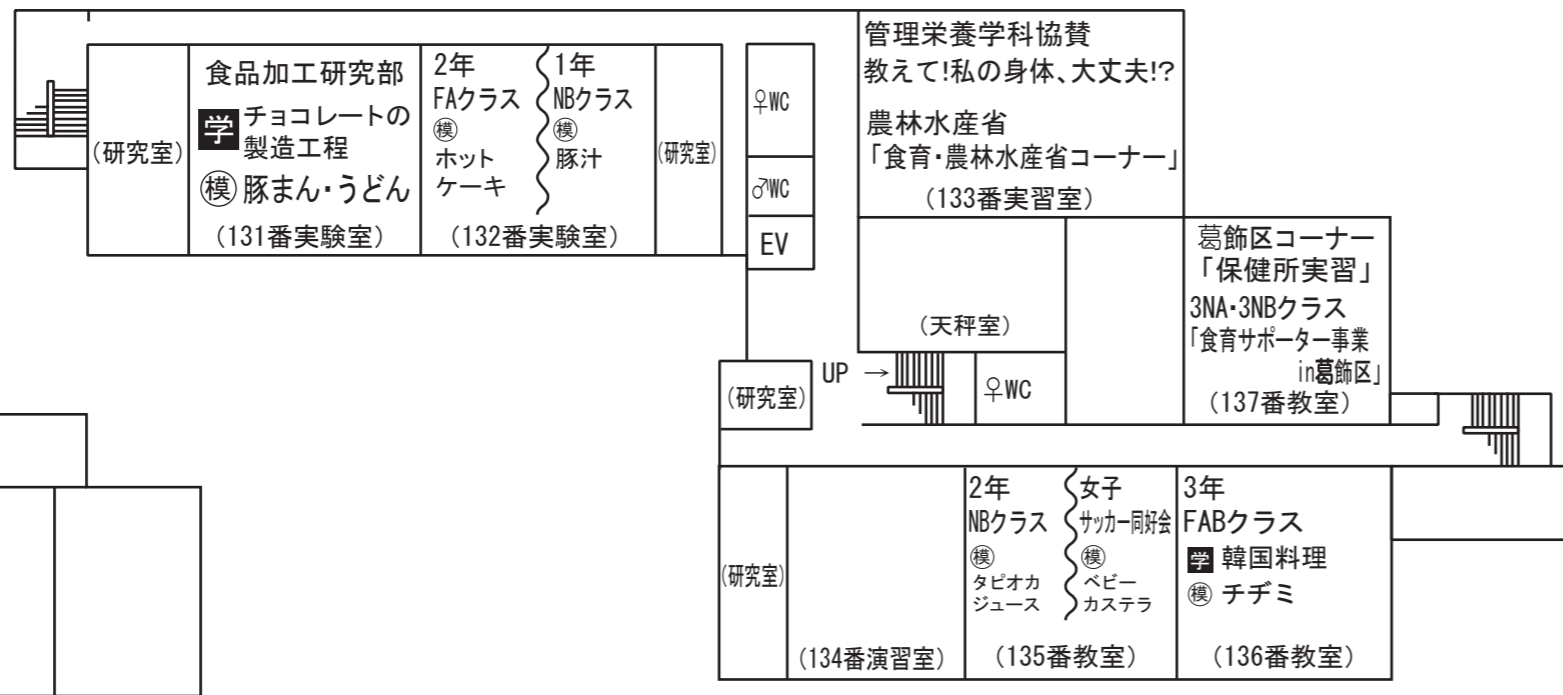 (研究室)
食品加工研究部
学 チョコレートの
製造工程
模 豚まん・うどん
(131番実験室)
2年
FAクラス
模
ホット
ケーキ
1年
NBクラス
模
豚汁
(132番実験室)
(研究室)
♀WC
♂WC
EV
管理栄養学科協賛
教えて!私の身体、大丈夫!?
農林水産省
「食育・農林水産省コーナー」
(133番実習室)
(天秤室)
葛飾区コーナー
「保健所実習」
3NA・3NBクラス
「食育サポーター事業
in葛飾区」
(137番教室)
(研究室)
UP →
♀WC
(研究室)
(134番演習室)
2年
NBクラス
模
タピオカ
ジュース
女子
サッカー同好会
模
ベビー
カステラ
(135番教室)
3年
FABクラス
学 韓国料理
模 チヂミ
(136番教室)